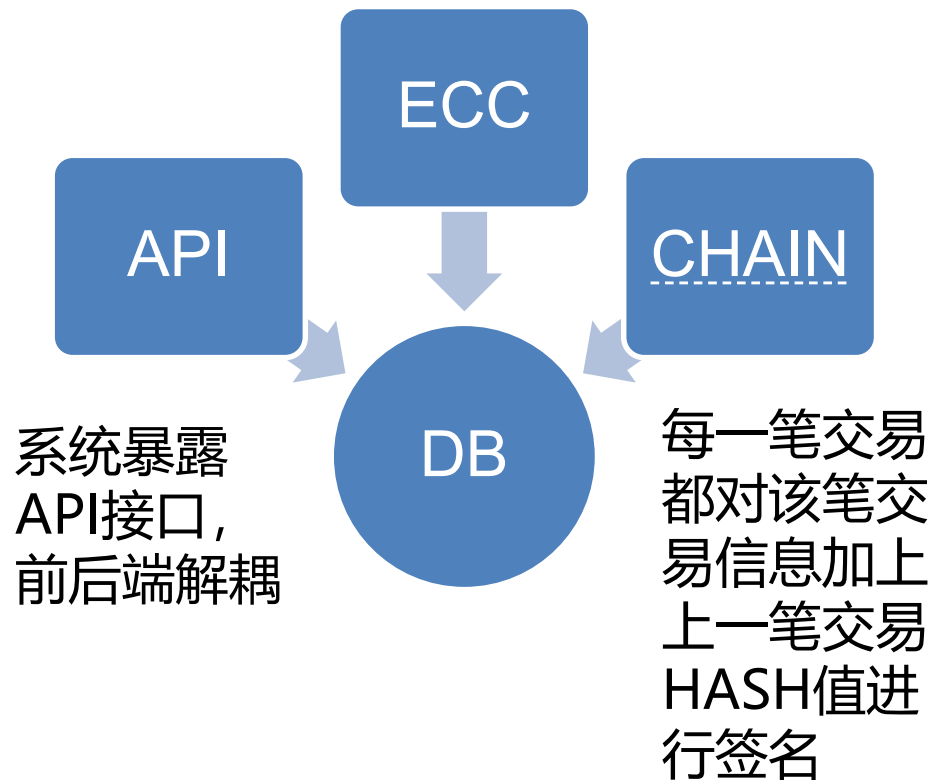 ECC
API
CHAIN
DB
系统暴露
API接口，
前后端解耦
每一笔交易
都对该笔交
易信息加上
上一笔交易
HASH值进
行签名